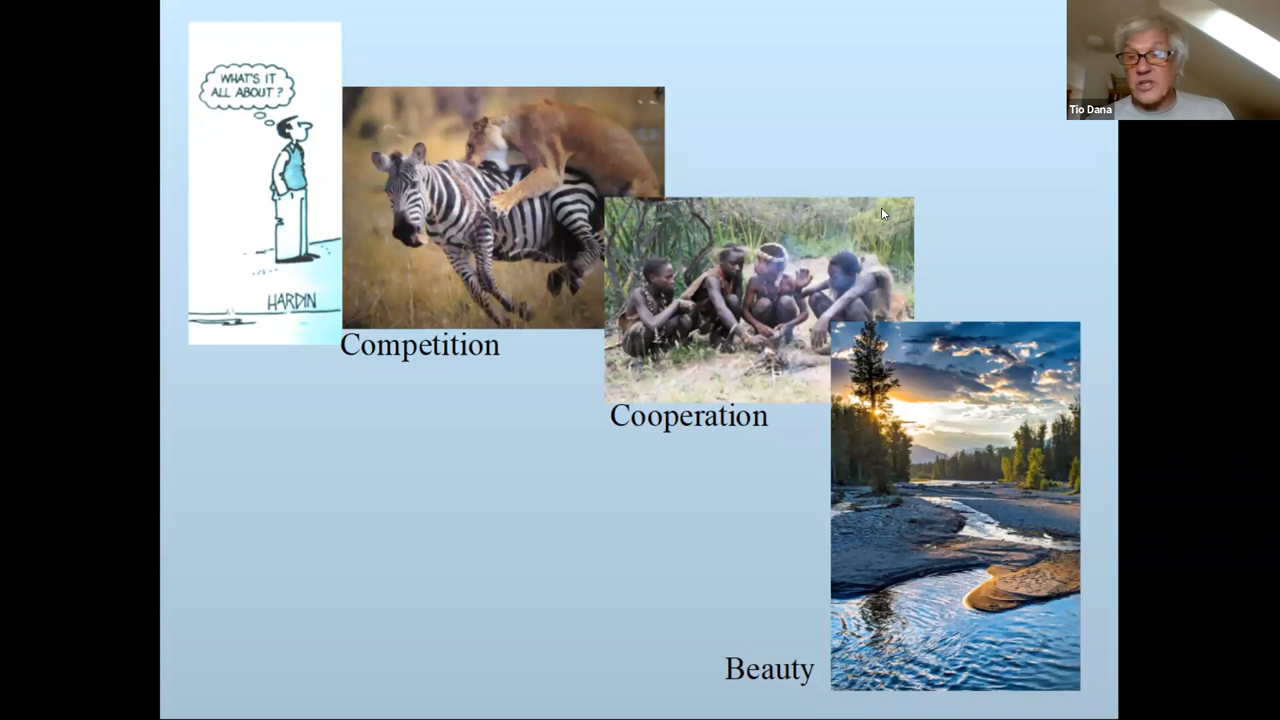 WHAT'S IT
ALL ABOUT?
HARDIN
Competition
Cooperation
Beauty
Tio Dana